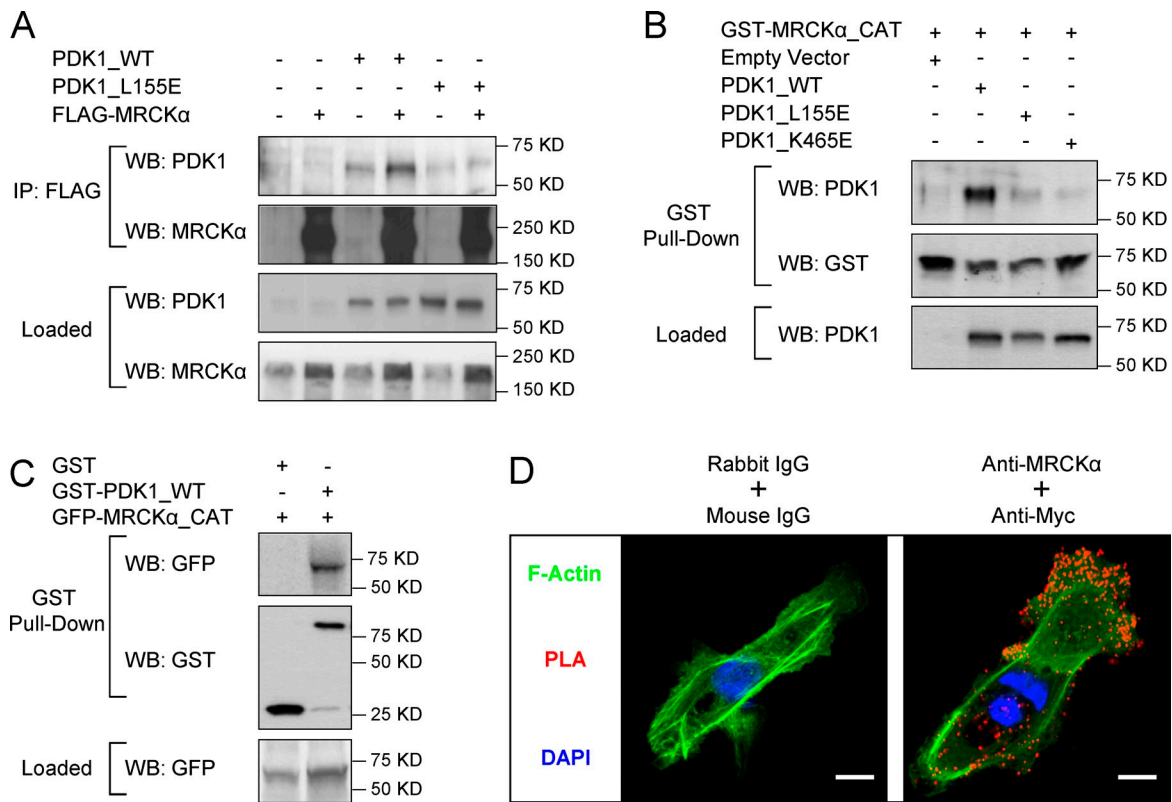 A
PDK1_WT - - + + - -
PDK1_L155E - - - - + +
FLAG-MRCKα - + - + - +
IP: FLAG
WB: PDK1
75 KD
50 KD
WB: MRCKα
250 KD
150 KD
Loaded
WB: PDK1
75 KD
50 KD
WB: MRCKα
250 KD
150 KD
B
GST-MRCKα_CAT + + + +
Empty Vector + - - -
PDK1_WT - + - -
PDK1_L155E - - + -
PDK1_K465E - - - +
GST
Pull-Down
WB: PDK1
75 KD
50 KD
WB: GST
75 KD
50 KD
Loaded
WB: PDK1
75 KD
50 KD
C
GST + -
GST-PDK1_WT - +
GFP-MRCKα_CAT + +
GST
Pull-Down
WB: GFP
75 KD
50 KD
WB: GST
75 KD
50 KD
25 KD
Loaded
WB: GFP
75 KD
50 KD
D
Rabbit IgG
+
Mouse IgG
Anti-MRCKα
+
Anti-Myc
F-Actin
PLA
DAPI